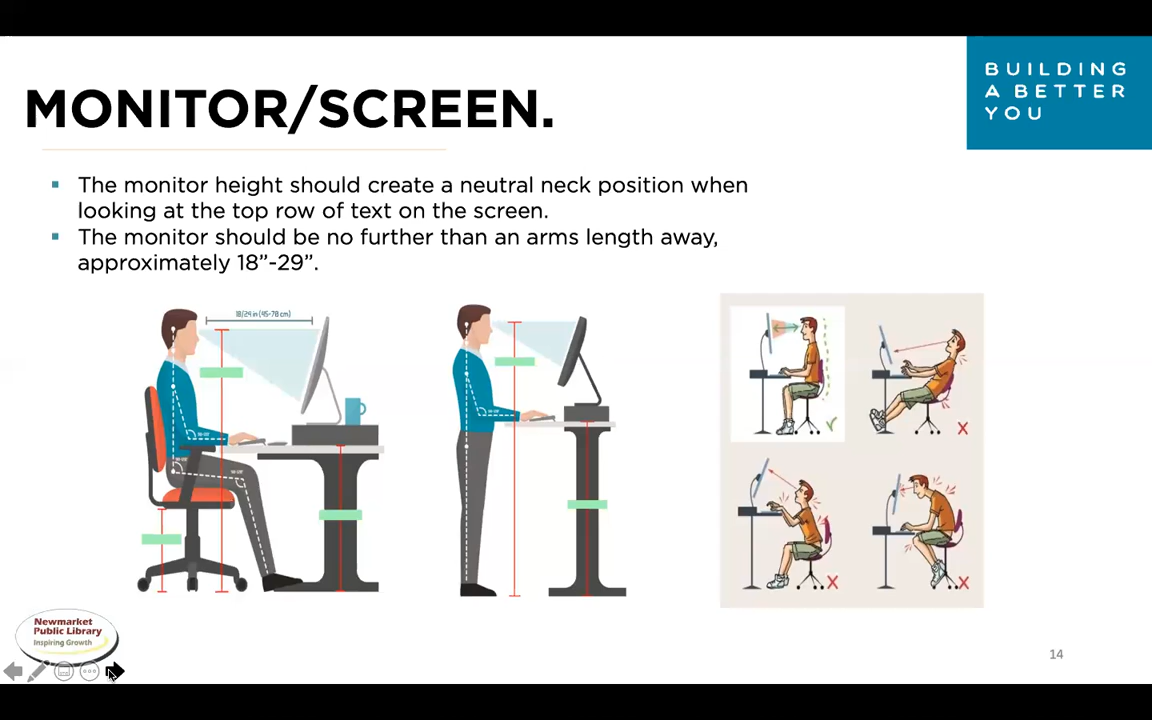 BUILDING
A BETTER
YOU
MONITOR/SCREEN.
▪ The monitor height should create a neutral neck position when
looking at the top row of text on the screen.
▪ The monitor should be no further than an arms length away,
approximately 18”-29”.
18/29 in (45-78 cm)
Newmarket
Public Library
Inspiring Growth
14